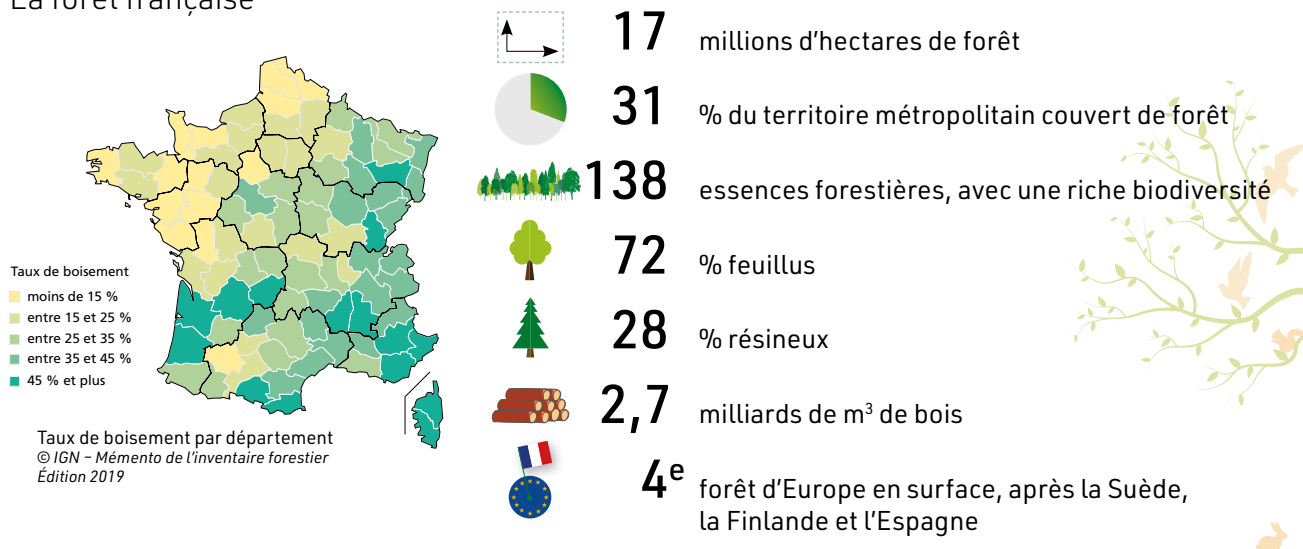 La forêt française
17 millions d'hectares de forêt
31 % du territoire métropolitain couvert de forêt
138 essences forestières, avec une riche biodiversité
72 % feuillus
28 % résineux
2,7 milliards de m³ de bois
4e forêt d'Europe en surface, après la Suède,
la Finlande et l'Espagne
Taux de boisement
moins de 15 %
entre 15 et 25 %
entre 25 et 35 %
entre 35 et 45 %
45 % et plus
Taux de boisement par département
© IGN – Mémento de l'inventaire forestier
Édition 2019